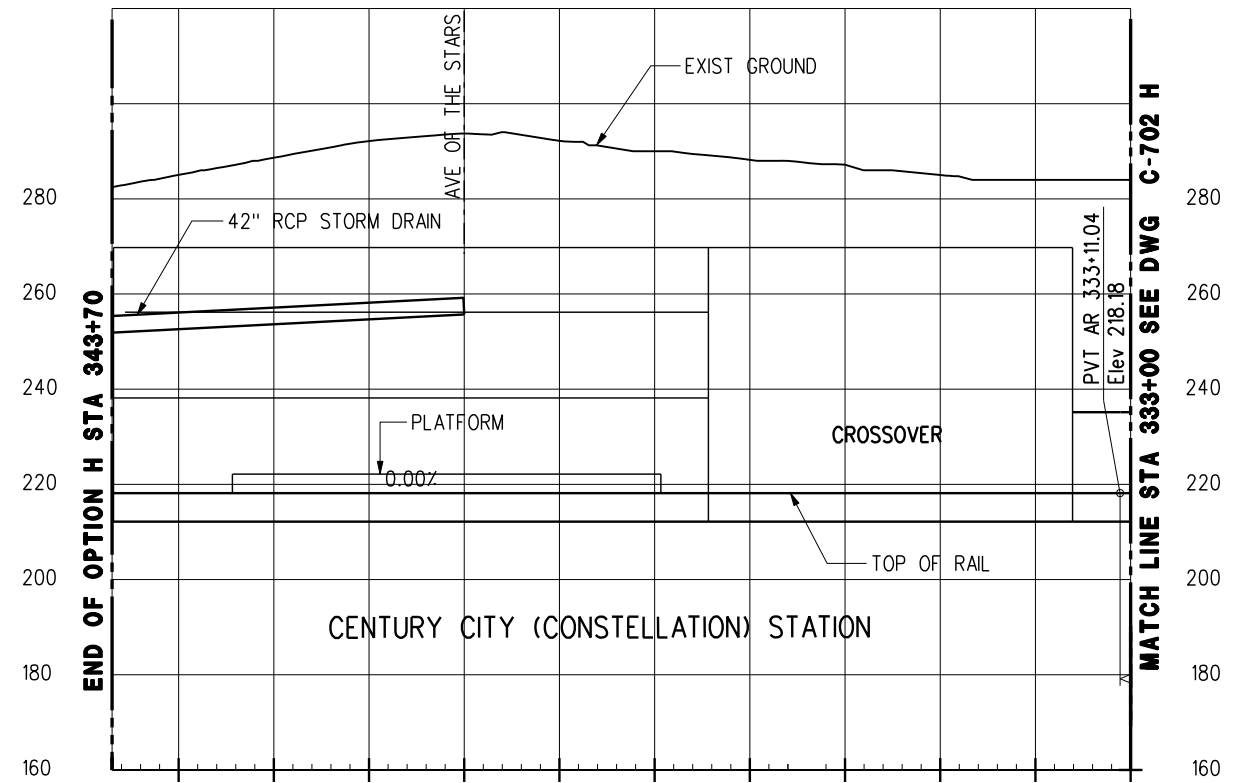 AVE OF THE STARS
EXIST GROUND
42" RCP STORM DRAIN
280
260
240
220
200
180
160
END OF OPTION H STA 343+70
PLATFORM
0.00%
CROSSOVER
TOP OF RAIL
CENTURY CITY (CONSTELLATION) STATION
PVT AR 333+11.04
Elev 218.18
MATCH LINE STA 333+00 SEE DWG C-702 H
280
260
240
220
200
180
160